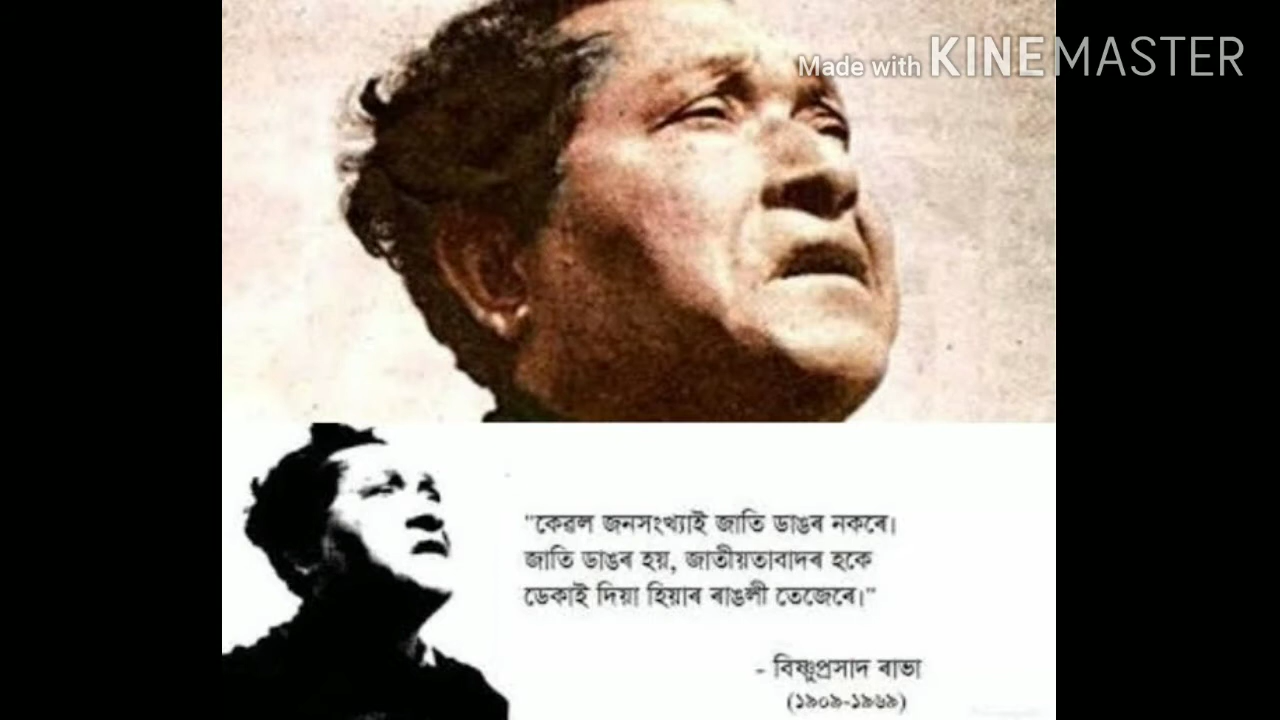 Made with KINEMASTER
"কেৱল জনসংখ্যাই জাতি ডাঙৰ নকৰে।
জাতি ডাঙৰ হয়, জাতীয়তাবাদৰ হকে
ডেকাই দিয়া হিয়াৰ ৰাঙলী তেজেৰে।"
- বিষ্ণুপ্ৰসাদ ৰাভা
(১৯০৯-১৯৬৯)